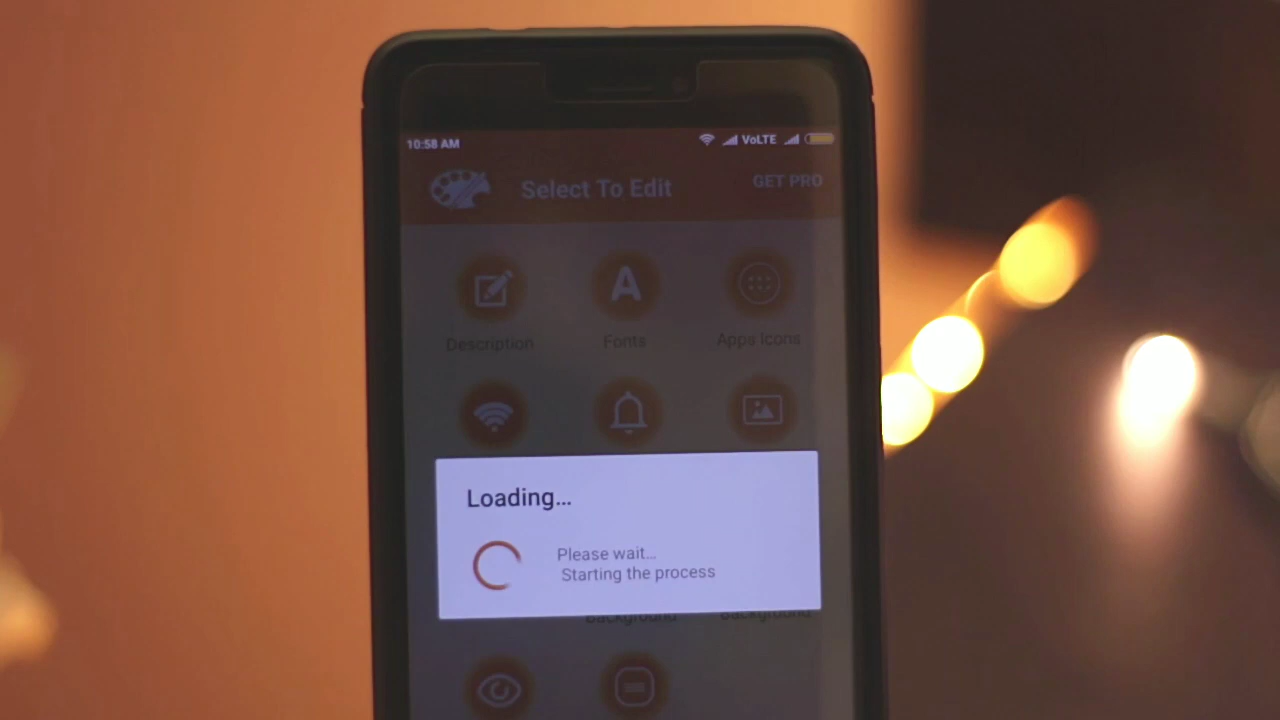 10:58 AM
VoLTE
Select To Edit
GET PRO
A
Description
Fonts
Apps Icons
Loading...
Please wait...
Starting the process
Background
Background